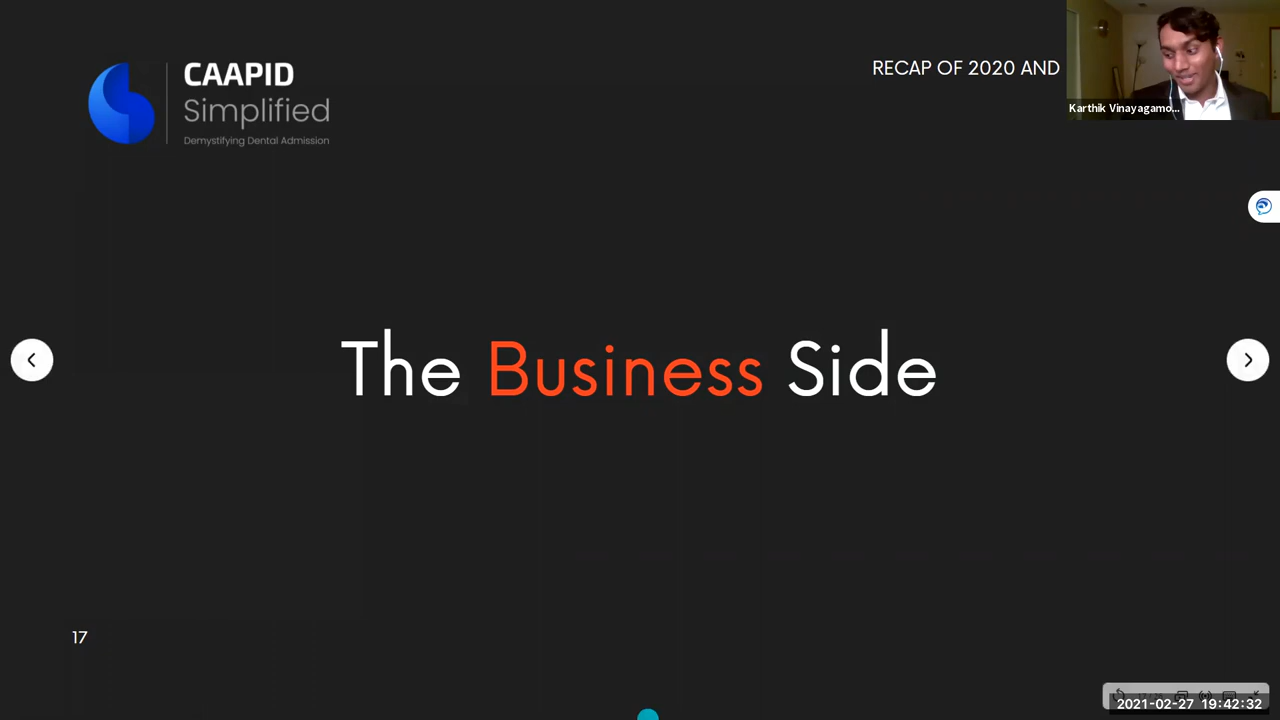 CAAPID
Simplified
Demystifying Dental Admission
RECAP OF 2020 AND
Karthik Vinayagamo...
The Business Side
17
2021-02-27 19:42:32